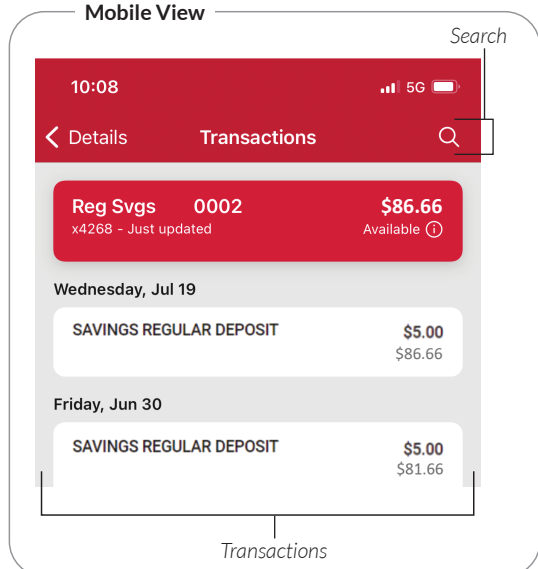 Mobile View
Search
10:08 5G
Details Transactions
Reg Svgs 0002 $86.66
x4268 - Just updated Available
Wednesday, Jul 19
SAVINGS REGULAR DEPOSIT $5.00
$86.66
Friday, Jun 30
SAVINGS REGULAR DEPOSIT $5.00
$81.66
Transactions